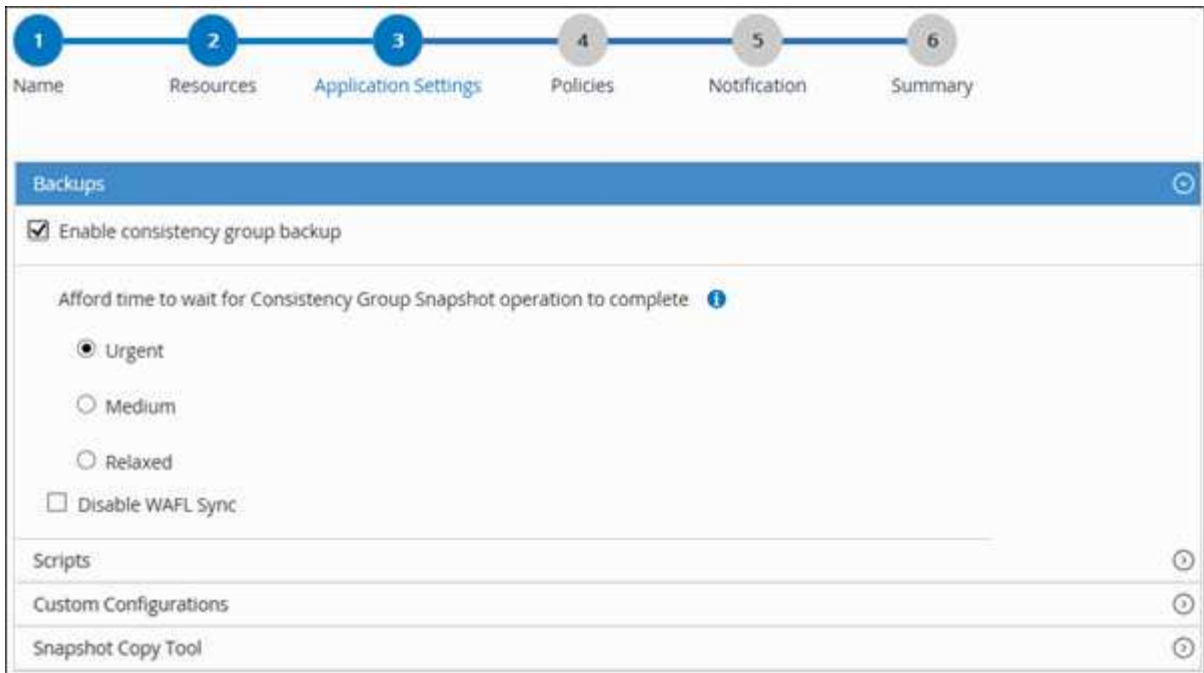 1 2 3 4 5 6
Name Resources Application Settings Policies Notification Summary
Backups
Enable consistency group backup
Afford time to wait for Consistency Group Snapshot operation to complete i
Urgent
Medium
Relaxed
Disable WAFL Sync
Scripts
Custom Configurations
Snapshot Copy Tool